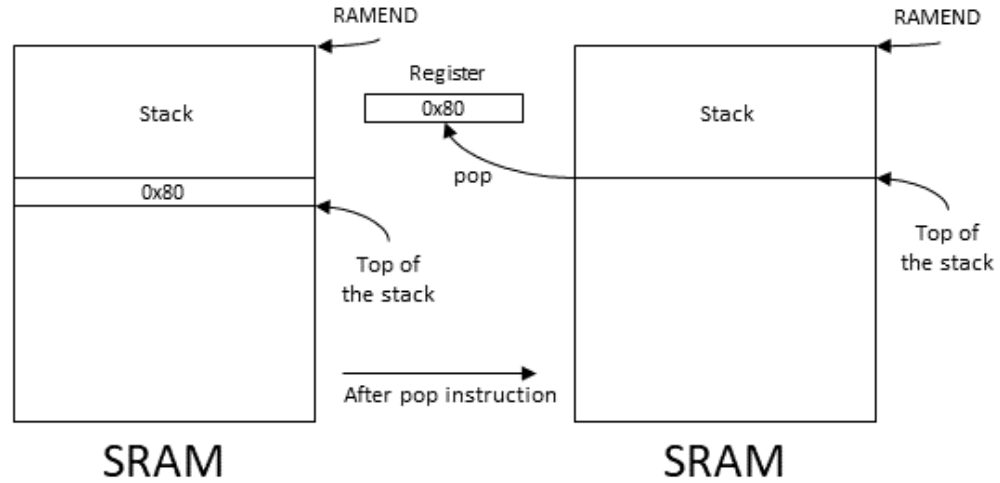 RAMEND
RAMEND
Register
0x80
Stack
Stack
pop
0x80
Top of
the stack
Top of
the stack
After pop instruction
SRAM
SRAM